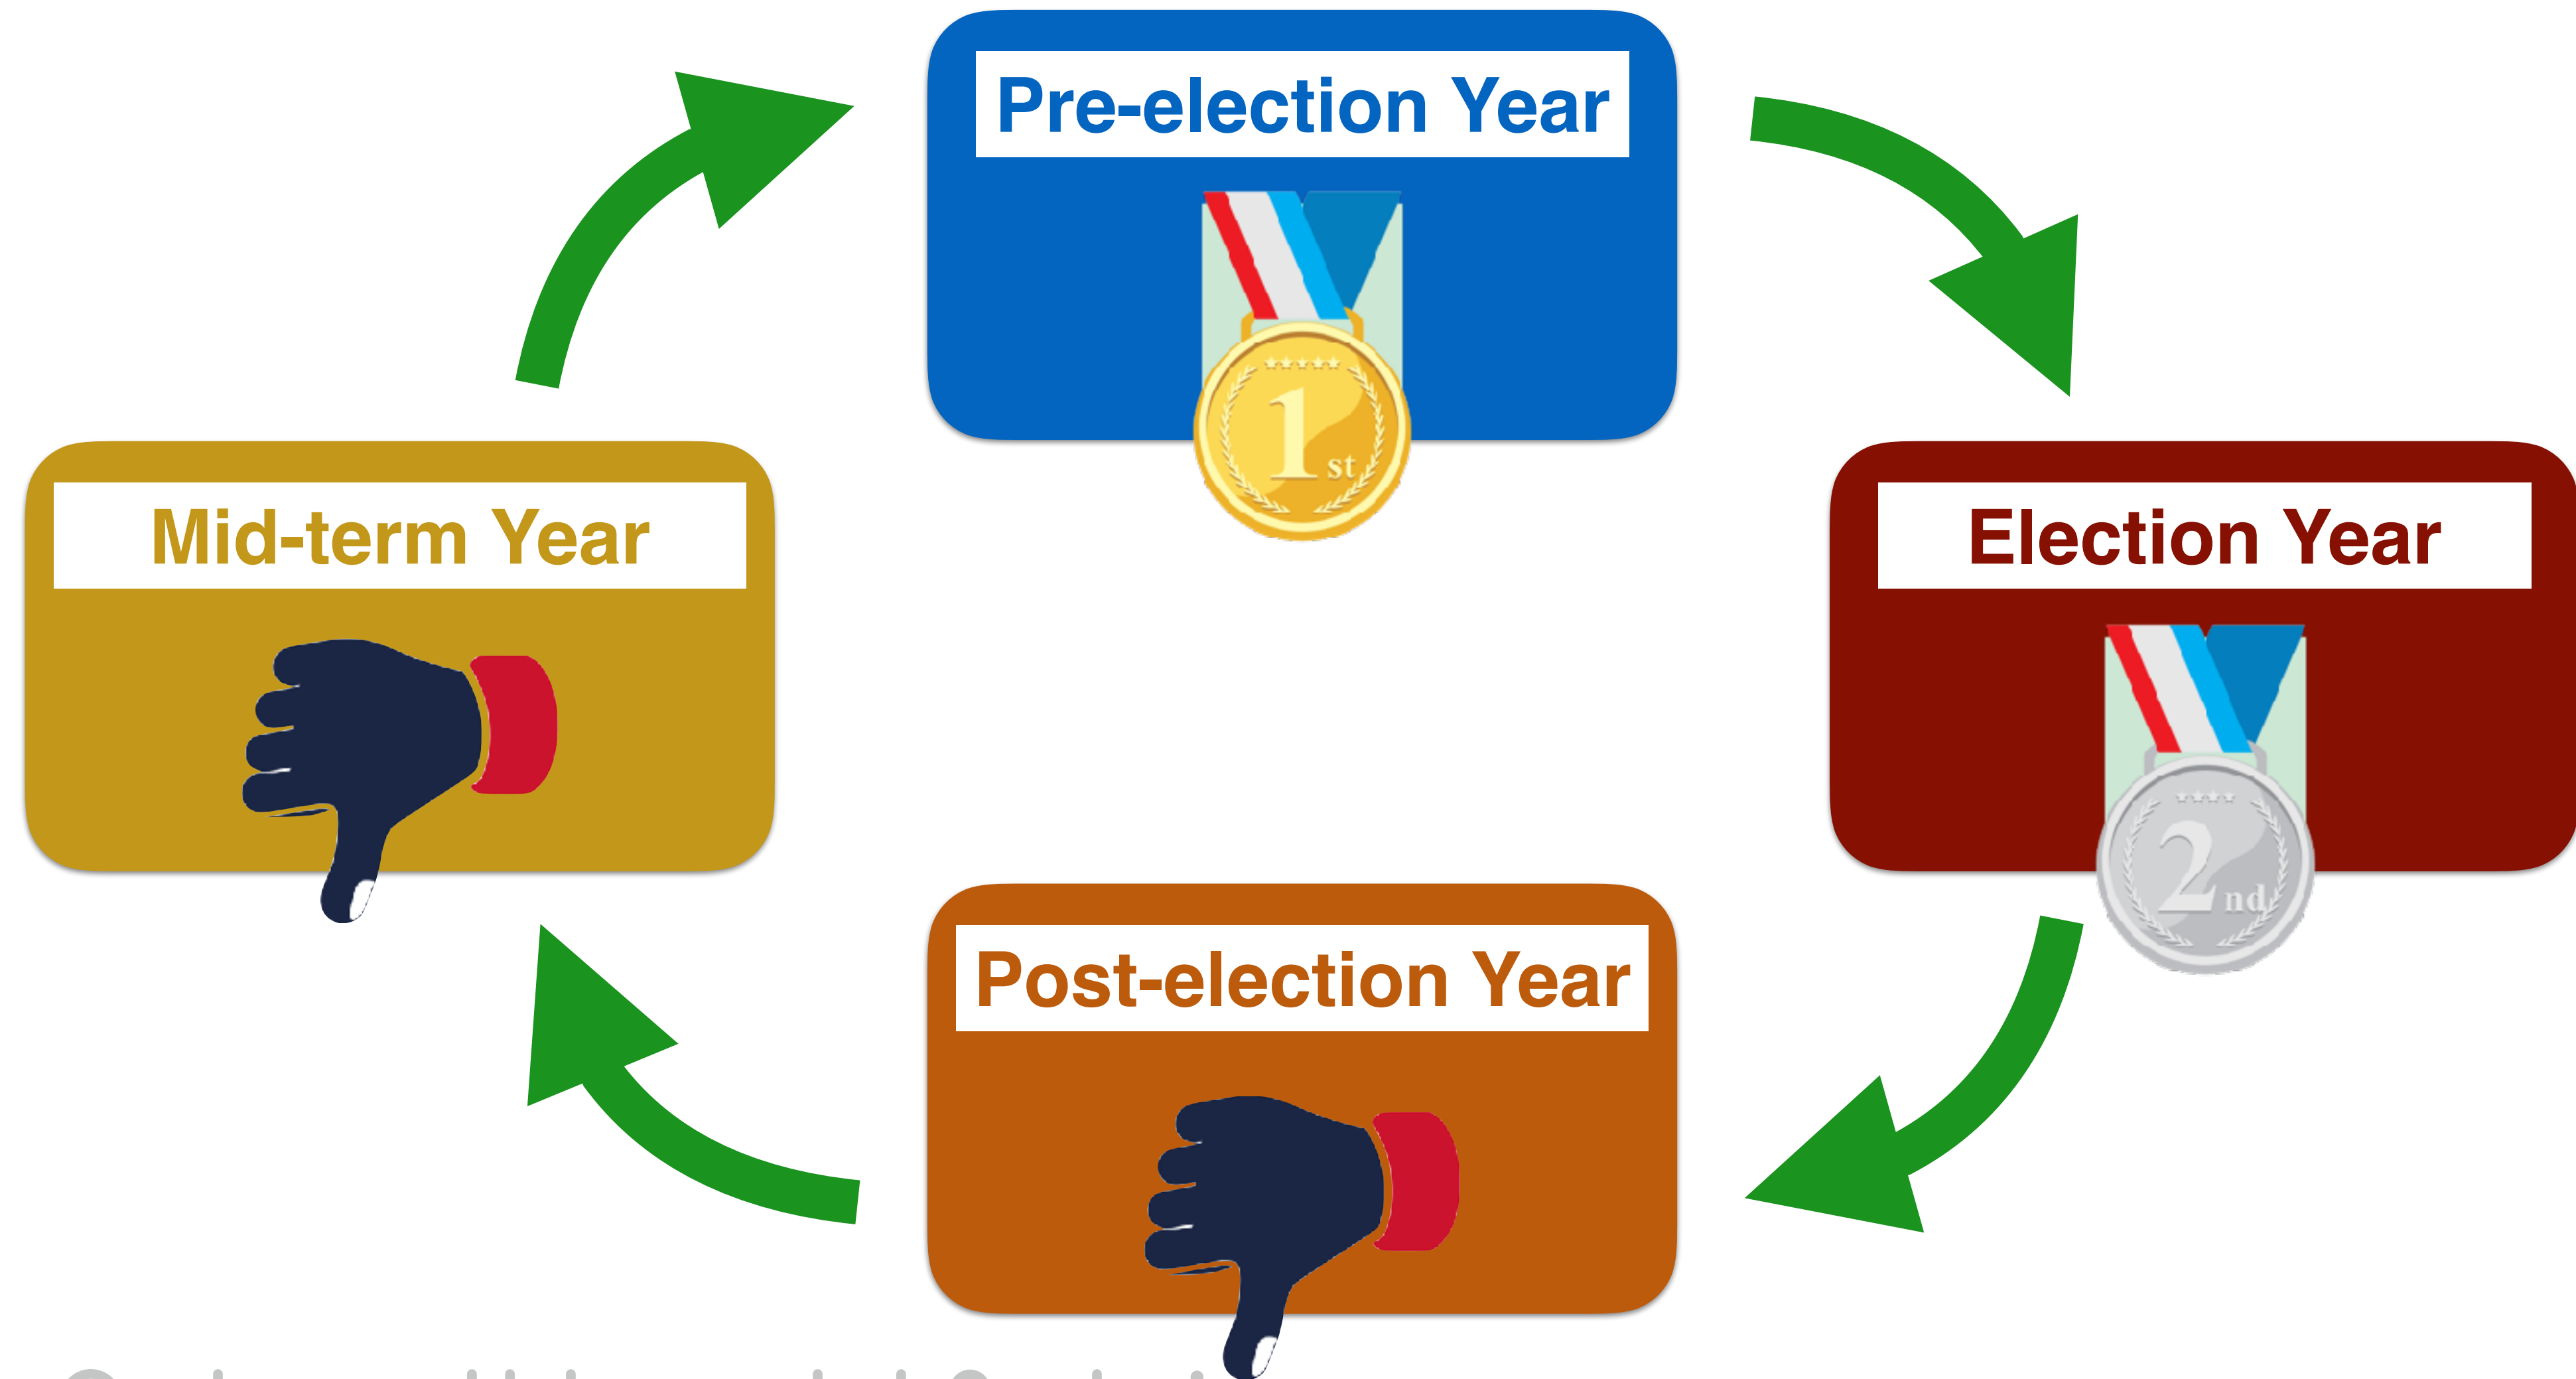 Pre-election Year
1st
Mid-term Year
Election Year
2nd
Post-election Year